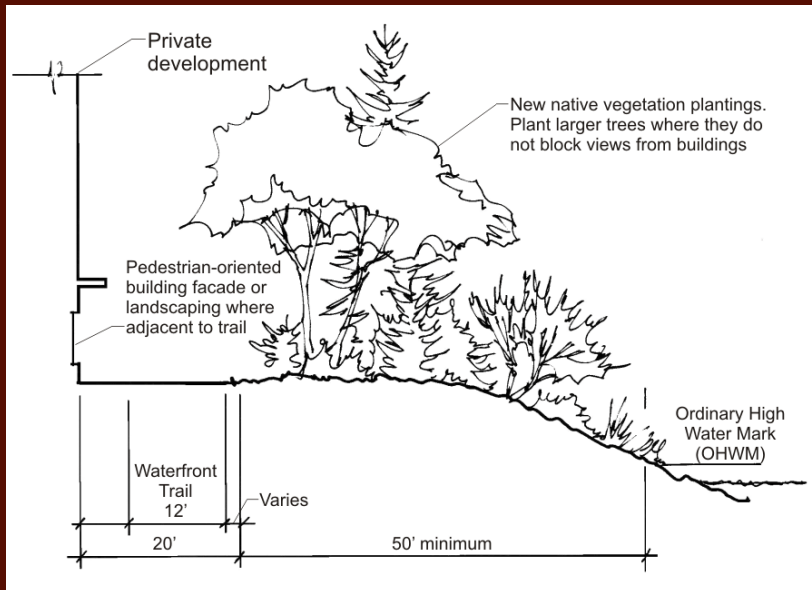 Private
development
New native vegetation plantings.
Plant larger trees where they do
not block views from buildings
Pedestrian-oriented
building facade or
landscaping where
adjacent to trail
Ordinary High
Water Mark
(OHWM)
Waterfront
Trail
12’
Varies
20’
50’ minimum